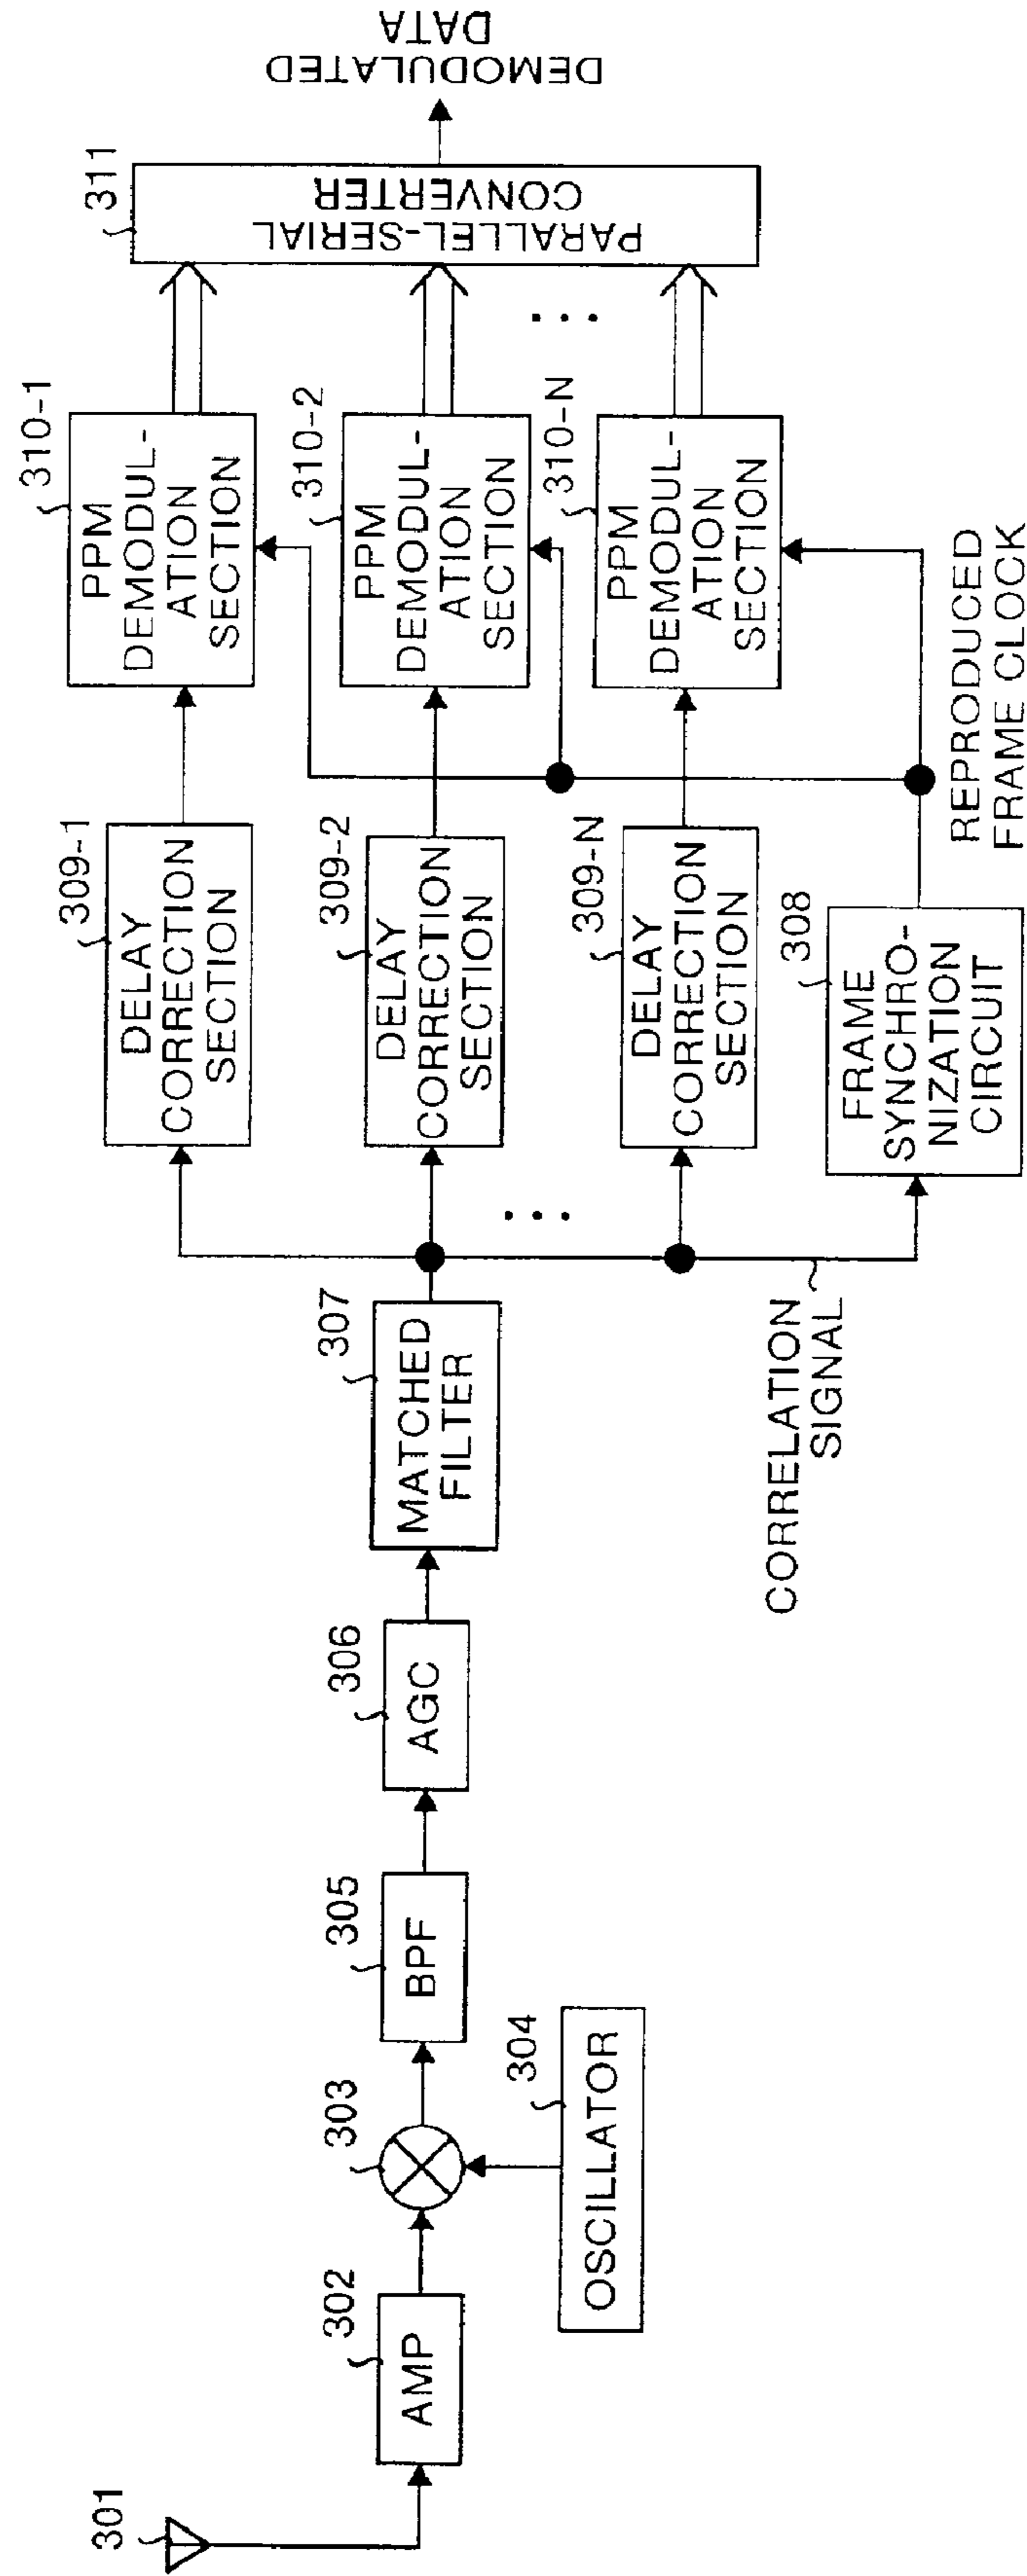 301
302
AMP
303
304
OSCILLATOR
305
BPF
306
AGC
307
MATCHED
FILTER
CORRELATION
SIGNAL
309-1
DELAY
CORRECTION
SECTION
309-2
DELAY
CORRECTION
SECTION
309-N
DELAY
CORRECTION
SECTION
308
FRAME
SYNCHRO-
NIZATION
CIRCUIT
REPRODUCED
FRAME CLOCK
310-1
PPM
DEMODUL-
ATION
SECTION
310-2
PPM
DEMODUL-
ATION
SECTION
310-N
PPM
DEMODUL-
ATION
SECTION
...
...
311
PARALLEL-SERIAL
CONVERTER
DEMODULATED
DATA